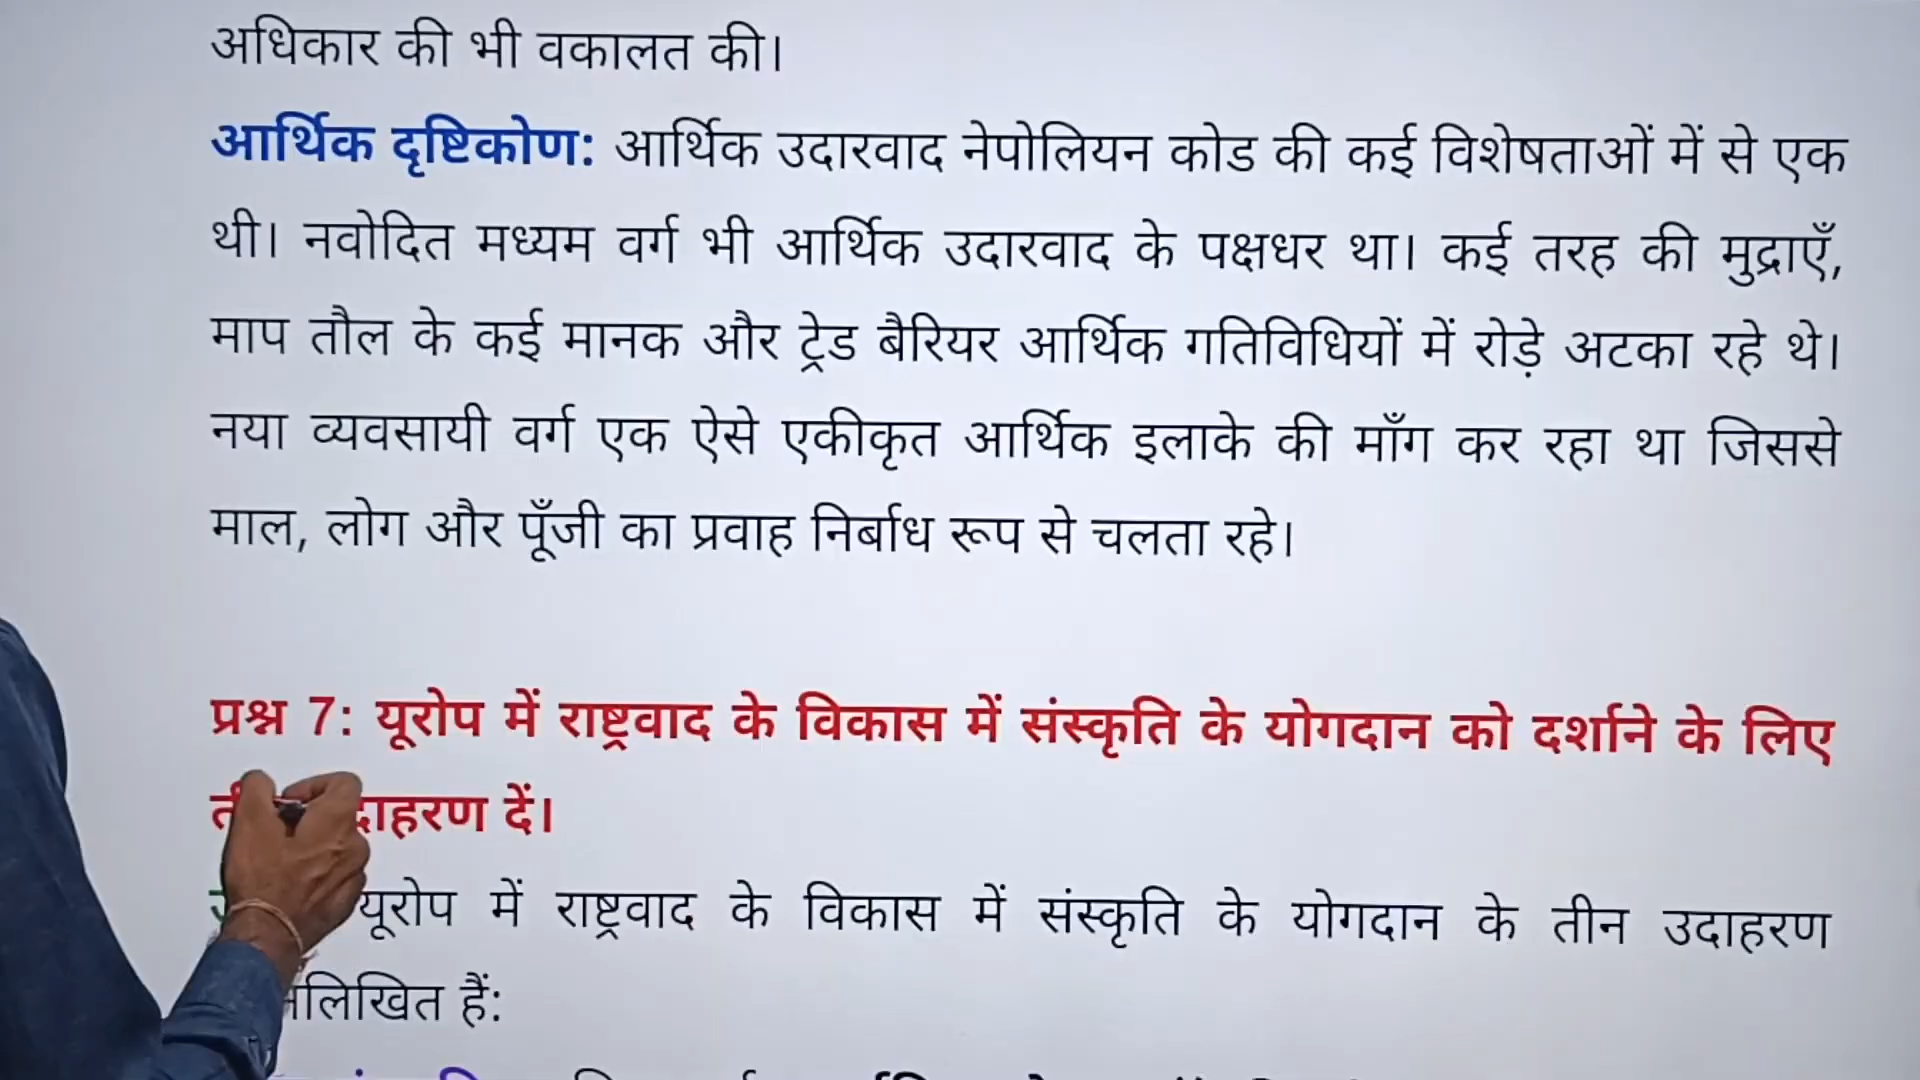 अधिकार की भी वकालत की।
आर्थिक दृष्टिकोण: आर्थिक उदारवाद नेपोलियन कोड की कई विशेषताओं में से एक
थी। नवोदित मध्यम वर्ग भी आर्थिक उदारवाद के पक्षधर था। कई तरह की मुद्राएँ,
माप तौल के कई मानक और ट्रेड बैरियर आर्थिक गतिविधियों में रोड़े अटका रहे थे।
नया व्यवसायी वर्ग एक ऐसे एकीकृत आर्थिक इलाके की माँग कर रहा था जिससे
माल, लोग और पूँजी का प्रवाह निर्बाध रूप से चलता रहे।
प्रश्न 7: यूरोप में राष्ट्रवाद के विकास में संस्कृति के योगदान को दर्शाने के लिए
दें।
यूरोप में राष्ट्रवाद के विकास में संस्कृति के योगदान के तीन उदाहरण
हैं: